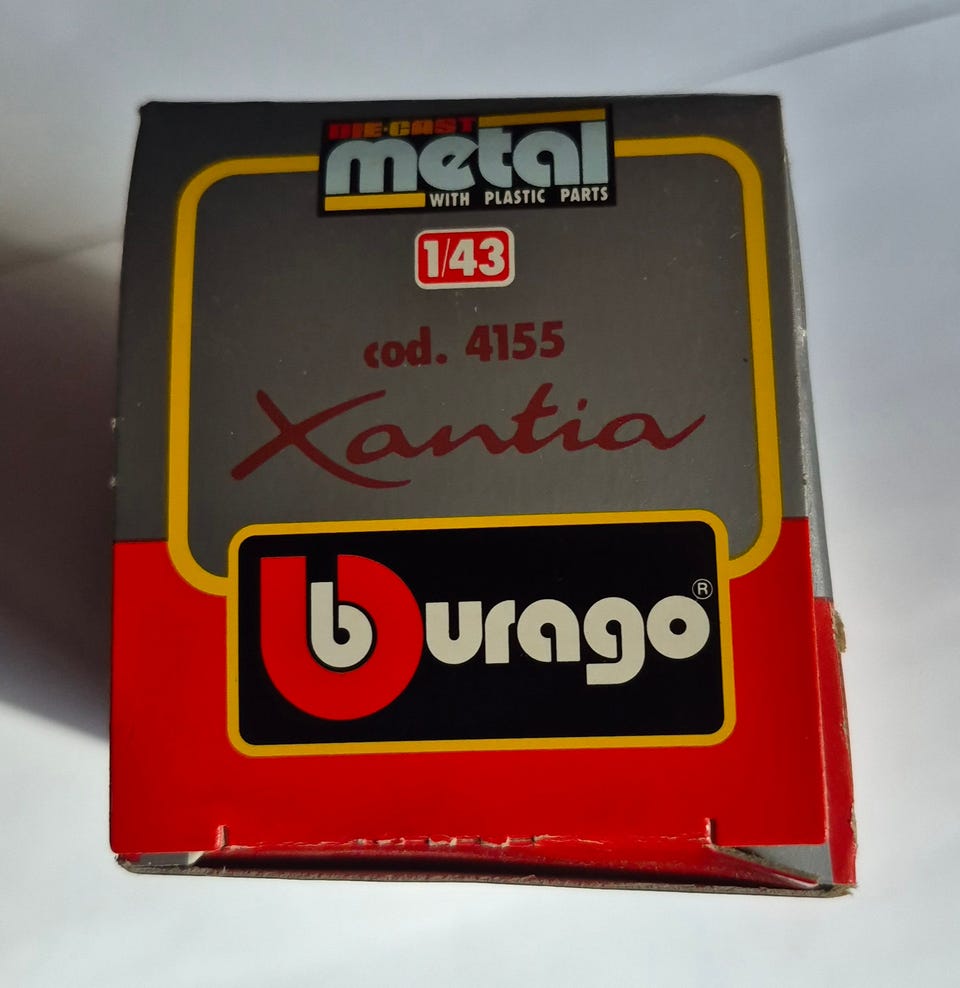 DIE-CAST
metal
WITH PLASTIC PARTS
1/43
cod. 4155
Xantia
burago ®